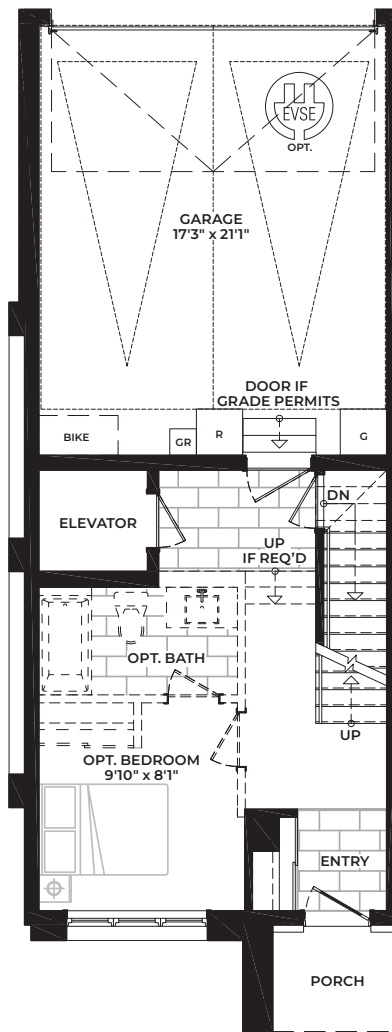 EVSE
OPT.
GARAGE
17'3" x 21'1"
DOOR IF
GRADE PERMITS
BIKE
GR
R
G
ELEVATOR
DN
UP
IF REQ'D
OPT. BATH
UP
OPT. BEDROOM
9'10" x 8'1"
ENTRY
PORCH